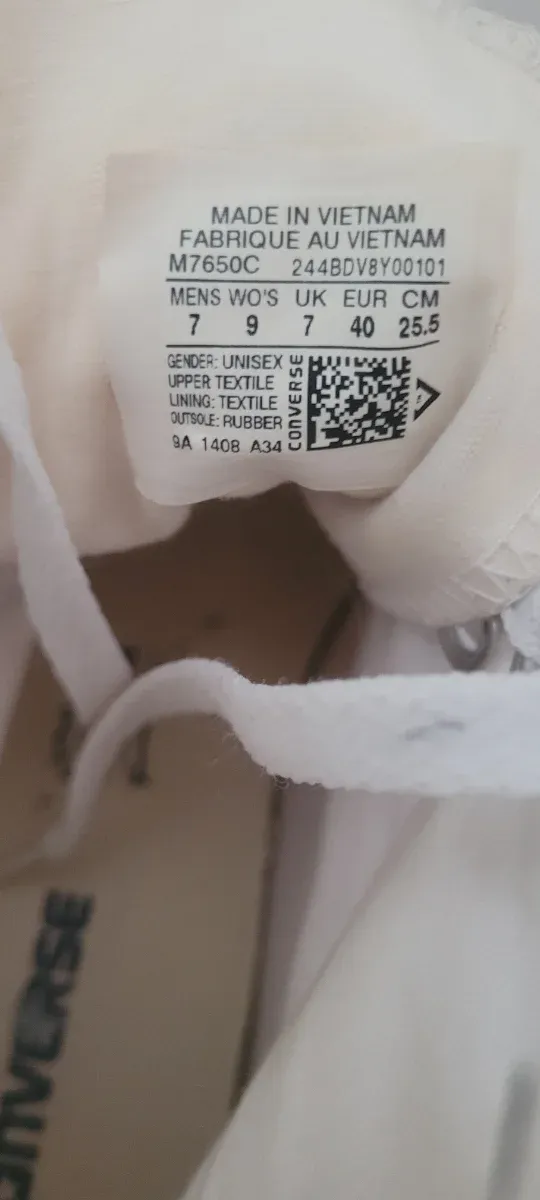 MADE IN VIETNAM
FABRIQUE AU VIETNAM
M7650C 244BDV8Y00101
MENS WO'S UK EUR CM
7 9 7 40 25.5
GENDER: UNISEX
UPPER TEXTILE
LINING: TEXTILE
OUTSOLE: RUBBER
9A 1408 A34
CONVERSE
CONVERSE